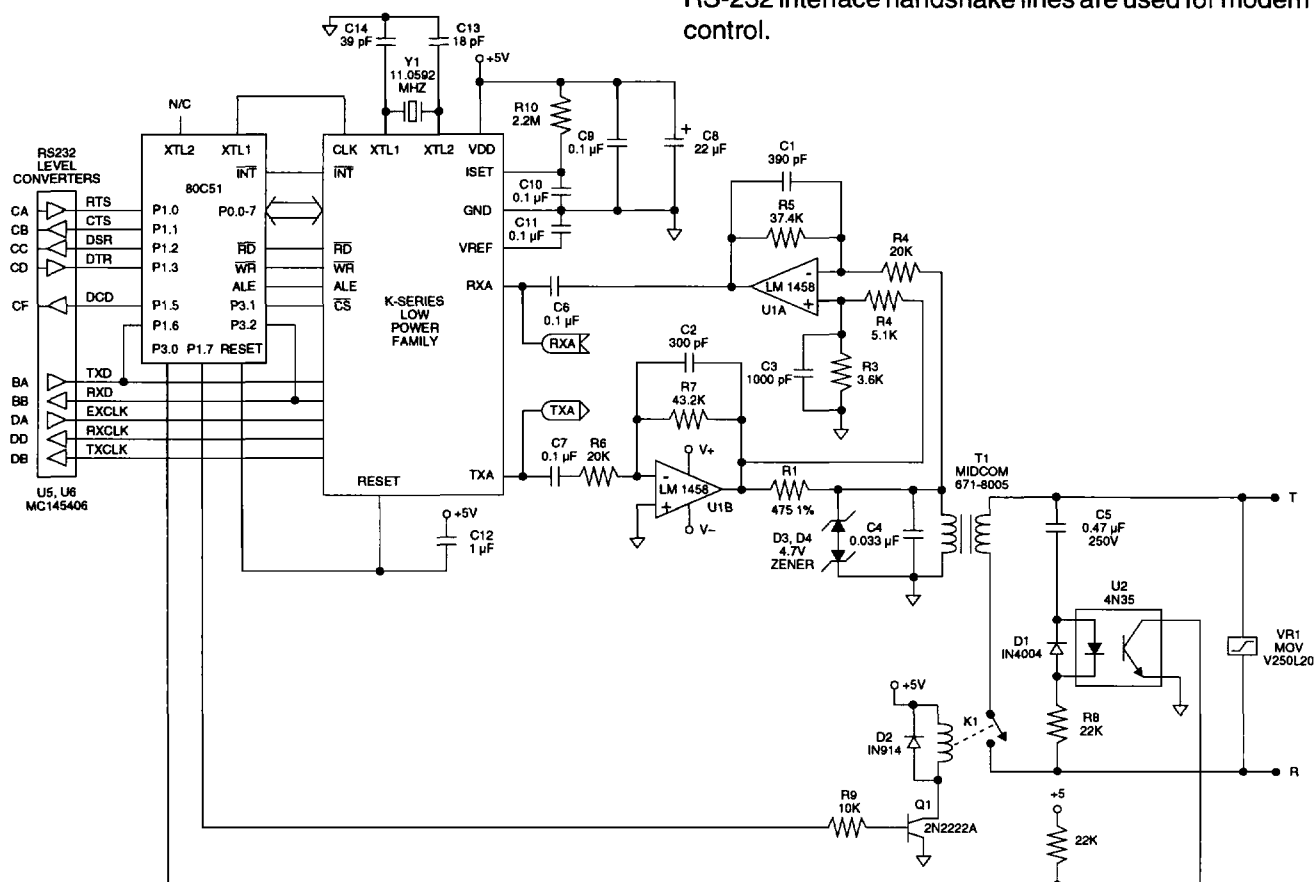 RS-232 interface handshake lines are used for modem
control.
C14
39 pF
C13
18 pF
+5V
Y1
11.0592
MHZ
N/C
R10
2.2M
C9
0.1 µF
+
C8
22 µF
RS232
LEVEL
CONVERTERS
XTL2
XTL1
INT
80C51
P1.0
P0.0-7
P1.1
P1.2
RD
P1.3
WR
ALE
P1.5
P3.1
P1.6
P3.2
P3.0
P1.7
RESET
CLK
XTL1
XTL2
VDD
INT
ISET
GND
VREF
RD
WR
ALE
CS
RXA
K-SERIES
LOW
POWER
FAMILY
TXA
RESET
CA
RTS
CB
CTS
CC
DSR
CD
DTR
CF
DCD
BA
TXD
BB
RXD
DA
EXCLK
DD
RXCLK
DB
TXCLK
U5, U6
MC145406
C10
0.1 µF
C11
0.1 µF
C1
390 pF
R5
37.4K
R4
20K
-
LM 1458
+
U1A
R4
5.1K
C6
0.1 µF
RXA
C2
300 pF
C3
1000 pF
R3
3.6K
R7
43.2K
TXA
C7
0.1 µF
R6
20K
V+
-
LM 1458
+
U1B
V–
R1
475 1%
T1
MIDCOM
671-8005
D3, D4
4.7V
ZENER
C4
0.033 µF
T
C5
0.47 µF
250V
+5V
C12
1 µF
U2
4N35
D1
IN4004
VR1
MOV
V250L20
+5V
D2
IN914
K1
R8
22K
R
R9
10K
Q1
2N2222A
+5
22K